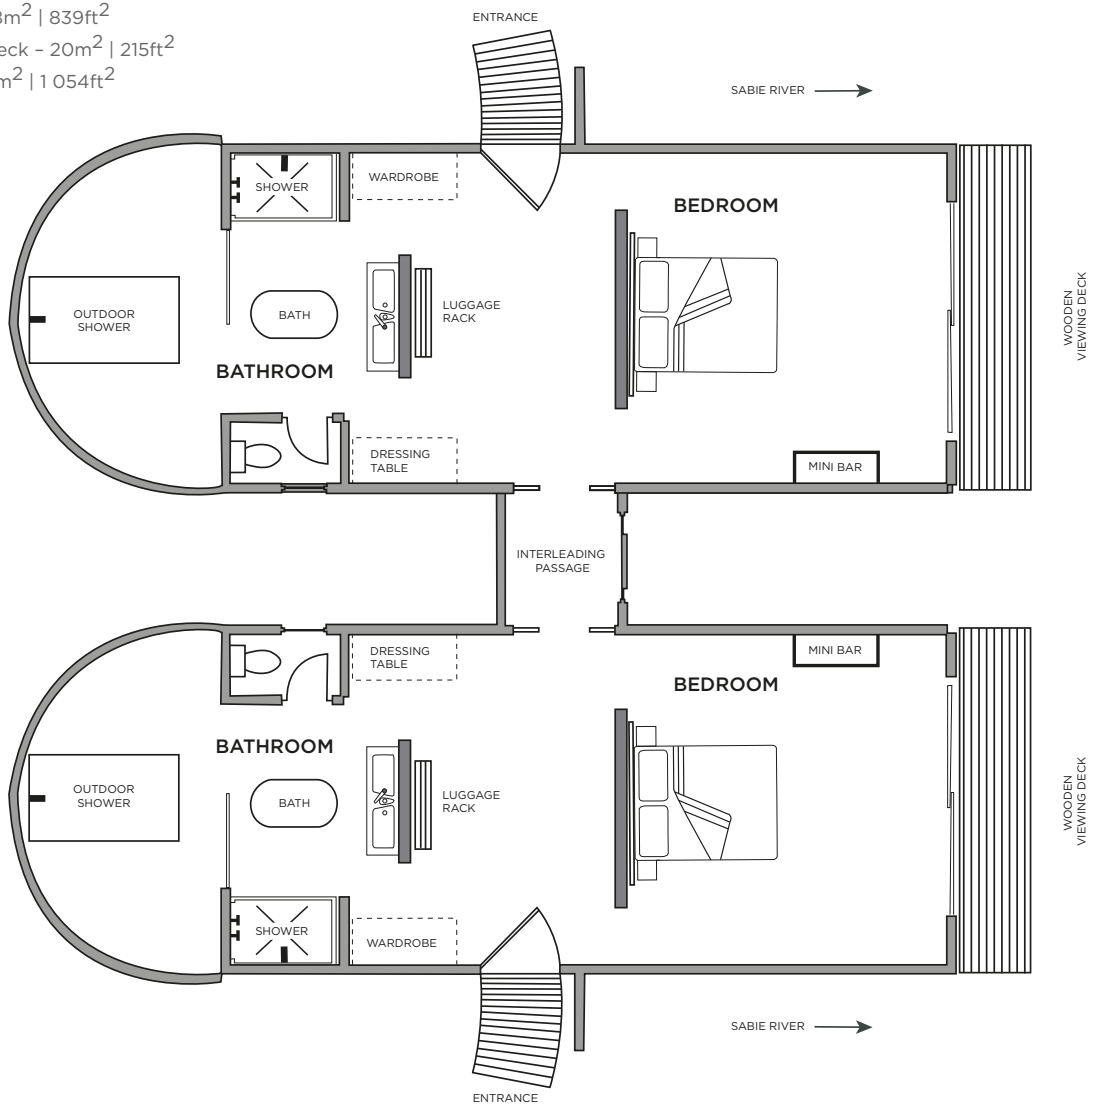 m² | 839ft²
eck – 20m² | 215ft²
m² | 1 054ft²
ENTRANCE
SABIE RIVER
SHOWER
WARDROBE
BEDROOM
OUTDOOR
SHOWER
BATH
LUGGAGE
RACK
WOODEN
VIEWING DECK
BATHROOM
DRESSING
TABLE
MINI BAR
INTERLEADING
PASSAGE
DRESSING
TABLE
MINI BAR
BEDROOM
BATHROOM
OUTDOOR
SHOWER
BATH
LUGGAGE
RACK
WOODEN
VIEWING DECK
SHOWER
WARDROBE
SABIE RIVER
ENTRANCE